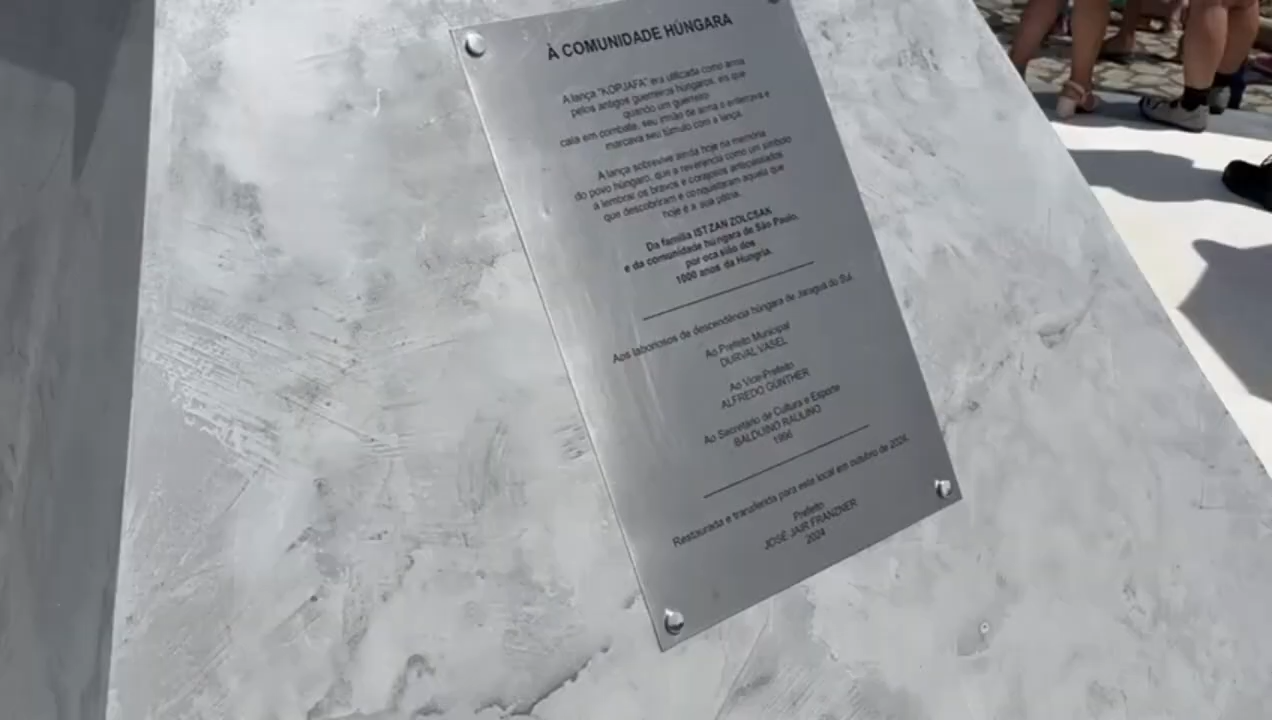 À COMUNIDADE HÚNGARA
A lança "KOPJAFA" era utilizada como arma
pelos antigos guerreiros húngaros, eis que
quando um guerreiro
caía em combate, seu irmão de arma o enterrava e
marcava seu túmulo com a lança.
A lança sobrevive ainda hoje na memória
do povo húngaro, que a reverencia como um símbolo
a lembrar os bravos e corajosos antecessados
que descobriram e conquistaram aquela que
hoje é a sua pátria.
Da família ISTZAN ZOLCSAK
e da comunidade húngara de São Paulo,
por ocasião dos
1000 anos da Hungria.
Aos laboriosos de descendência húngara de Jaraguá do Sul
Ao Prefeito Municipal
DURVAL VASEL
Ao Vice-Prefeito
ALFREDO GÜNTHER
Ao Secretário de Cultura e Esporte
BALDUINO RAULINO
1996
Restaurada e transferida para este local em outubro de 2024.
Prefeito
JOSÉ JAIR FRANZNER
2024